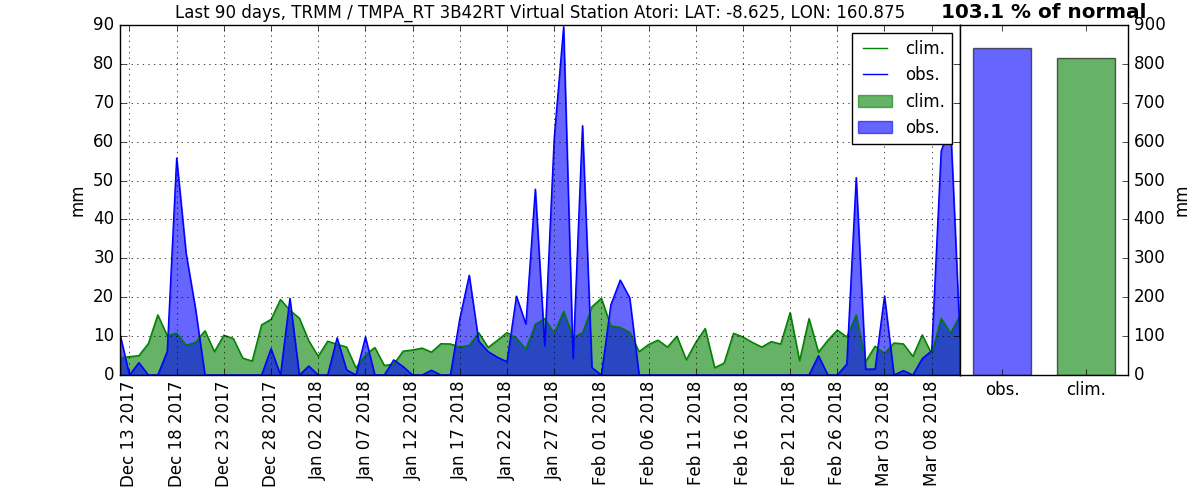 Last 90 days, TRMM / TMPA_RT 3B42RT Virtual Station Atori: LAT: -8.625, LON: 160.875
103.1 % of normal
90
80
70
60
50
40
30
20
10
0
mm
clim.
obs.
clim.
obs.
900
800
700
600
500
400
300
200
100
0
mm
Dec 13 2017
Dec 18 2017
Dec 23 2017
Dec 28 2017
Jan 02 2018
Jan 07 2018
Jan 12 2018
Jan 17 2018
Jan 22 2018
Jan 27 2018
Feb 01 2018
Feb 06 2018
Feb 11 2018
Feb 16 2018
Feb 21 2018
Feb 26 2018
Mar 03 2018
Mar 08 2018
obs.
clim.